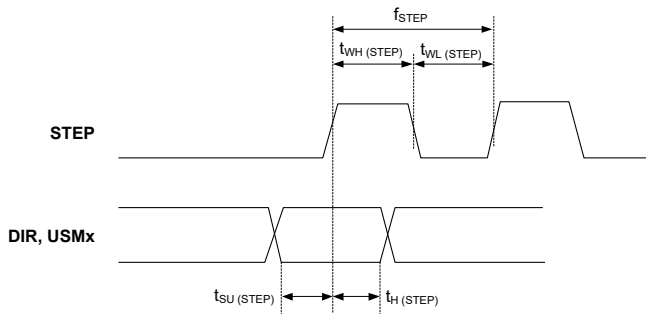 fSTEP
tWH (STEP) tWL (STEP)
STEP
DIR, USMx
tSU (STEP) tH (STEP)